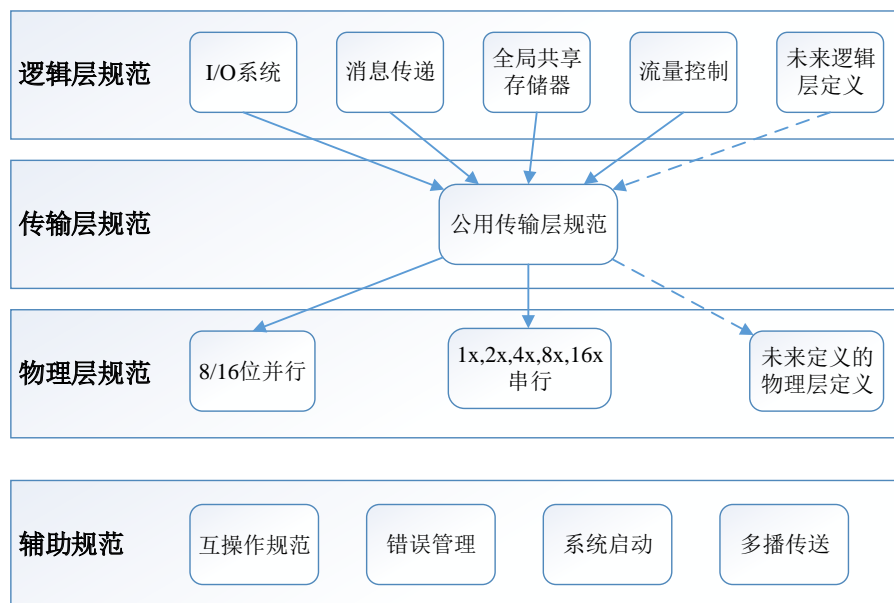 逻辑层规范
I/O系统
消息传递
全局共享
存储器
流量控制
未来逻辑
层定义
传输层规范
公用传输层规范
物理层规范
8/16位并行
1x,2x,4x,8x,16x
串行
未来定义的
物理层定义
辅助规范
互操作规范
错误管理
系统启动
多播传送